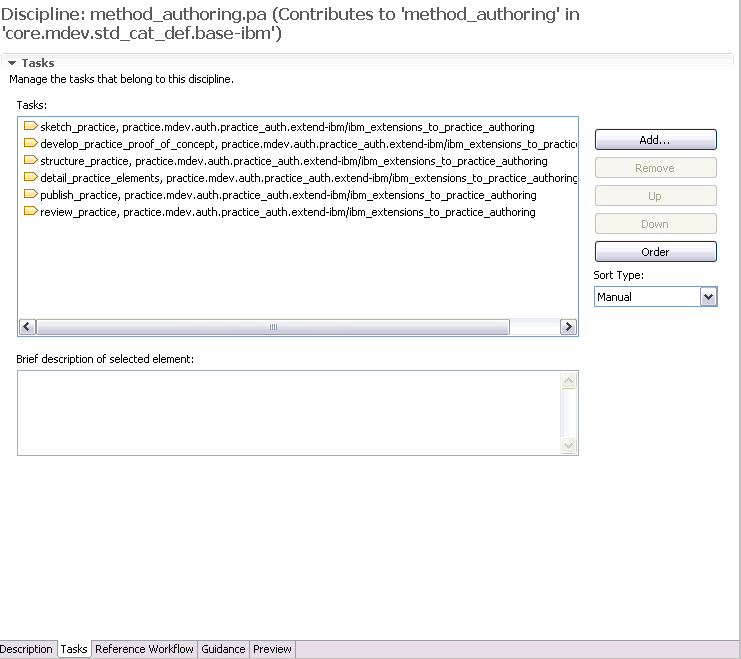 Discipline: method_authoring.pa (Contributes to 'method_authoring' in
'core.mdev.std_cat_def.base-ibm')
Tasks
Manage the tasks that belong to this discipline.
Tasks:
sketch_practice, practice.mdev.auth.practice_auth.extend-ibm/ibm_extensions_to_practice_authoring
develop_practice_proof_of_concept, practice.mdev.auth.practice_auth.extend-ibm/ibm_extensions_to_practic
structure_practice, practice.mdev.auth.practice_auth.extend-ibm/ibm_extensions_to_practice_authoring
detail_practice_elements, practice.mdev.auth.practice_auth.extend-ibm/ibm_extensions_to_practice_authoring
publish_practice, practice.mdev.auth.practice_auth.extend-ibm/ibm_extensions_to_practice_authoring
review_practice, practice.mdev.auth.practice_auth.extend-ibm/ibm_extensions_to_practice_authoring
Add...
Remove
Up
Down
Order
Sort Type:
Manual
Brief description of selected element:
Description Tasks Reference Workflow Guidance Preview